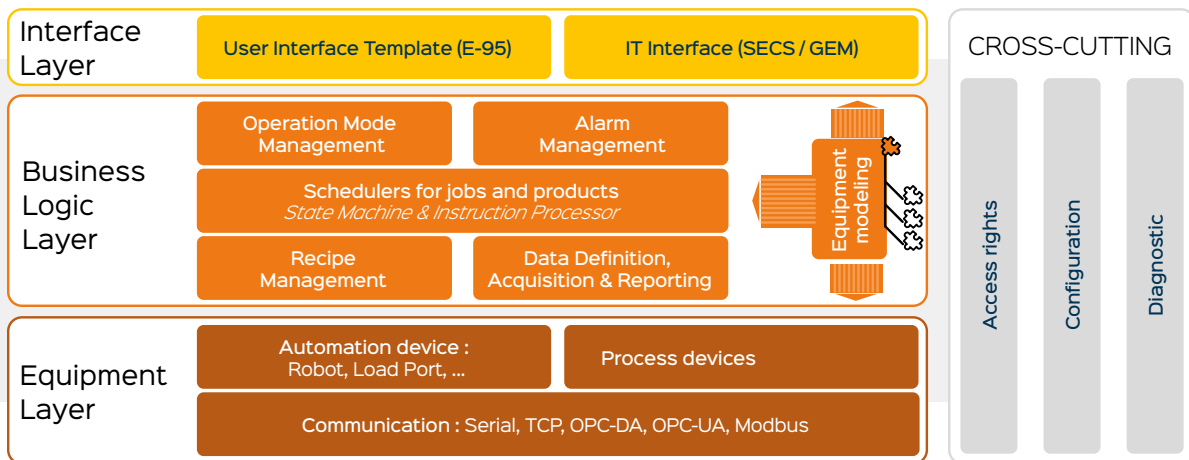 Interface
Layer
User Interface Template (E-95)
IT Interface (SECS / GEM)
Business
Logic
Layer
Operation Mode
Management
Alarm
Management
Schedulers for jobs and products
State Machine & Instruction Processor
Recipe
Management
Data Definition,
Acquisition & Reporting
Equipment
modeling
Equipment
Layer
Automation device :
Robot, Load Port, ...
Process devices
Communication : Serial, TCP, OPC-DA, OPC-UA, Modbus
CROSS-CUTTING
Access rights
Configuration
Diagnostic